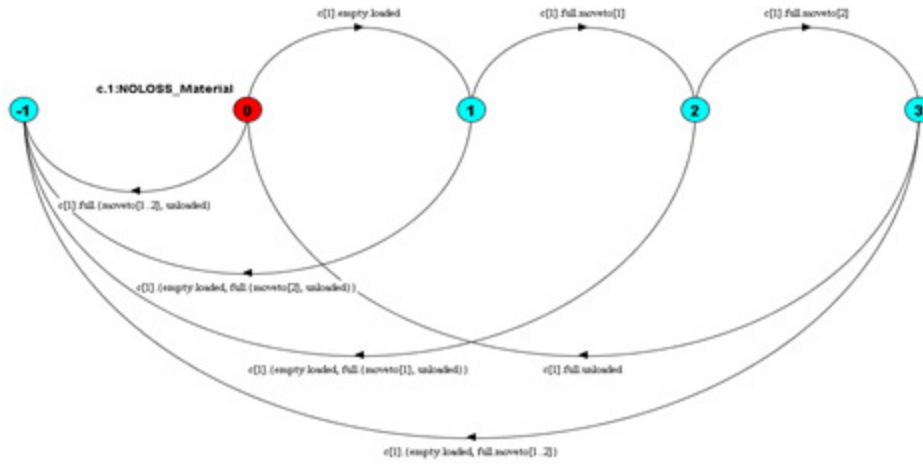 c[1].empty.loaded
c[1].full.moveto[1]
c[1].full.moveto[2]
c.1:NOLOSS_Material
-1
0
1
2
3
c[1].full.{moveto[1..2], unloaded}
c[1].{empty.loaded, full.{moveto[2], unloaded}}
c[1].{empty.loaded, full.{moveto[1], unloaded}}
c[1].full.unloaded
c[1].{empty.loaded, full.moveto[1..2]}